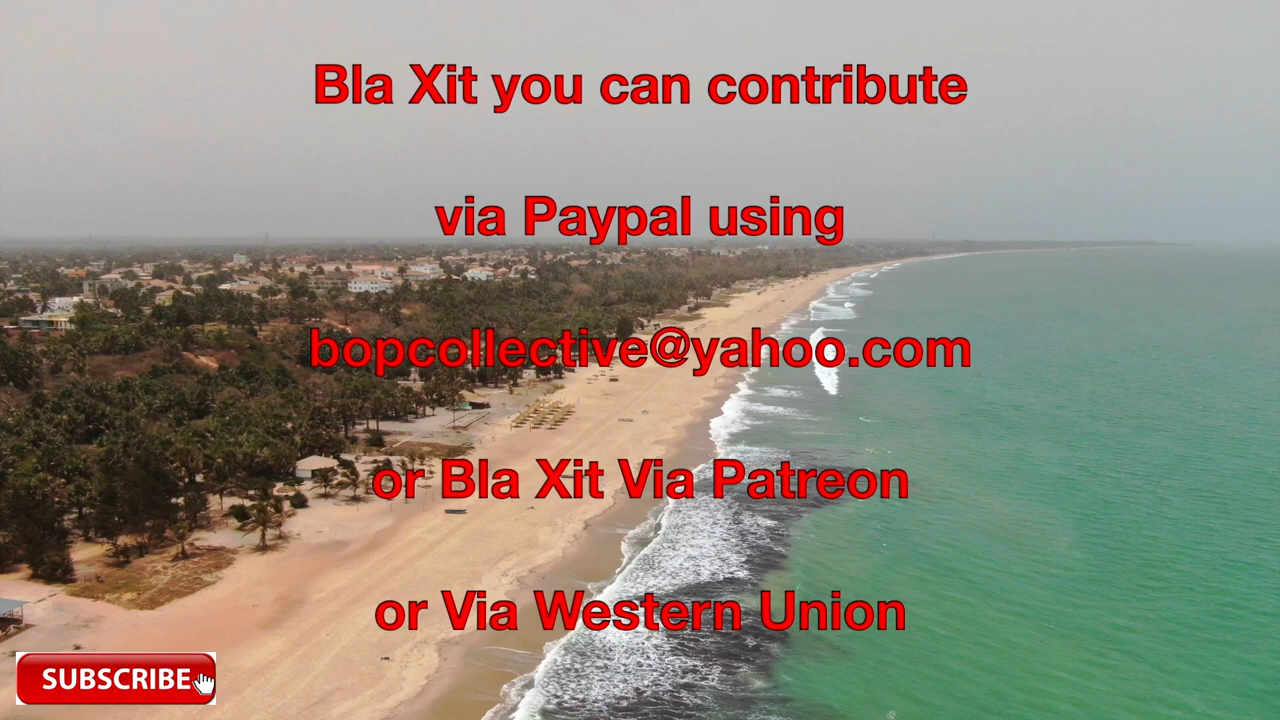 Bla Xit you can contribute
via Paypal using
bopcollective@yahoo.com
or Bla Xit Via Patreon
or Via Western Union
SUBSCRIBE